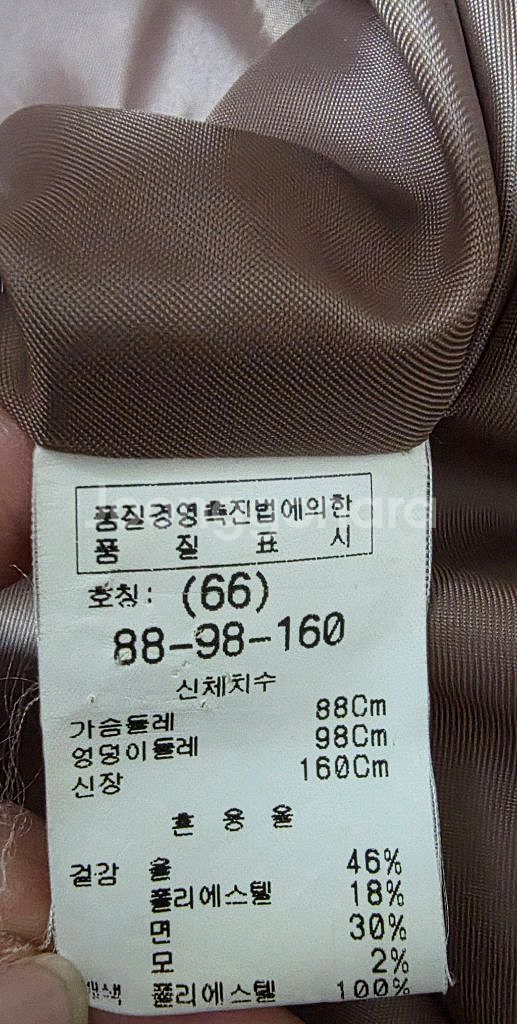 품질경영촉진법에의한
품 질 표 시
호칭: (66)
88-98-160
신체치수
가슴둘레 88Cm
엉덩이둘레 98Cm
신장 160Cm
혼 용 율
겉감 울 46%
폴리에스텔 18%
면 30%
모 2%
폴리에스텔 100%